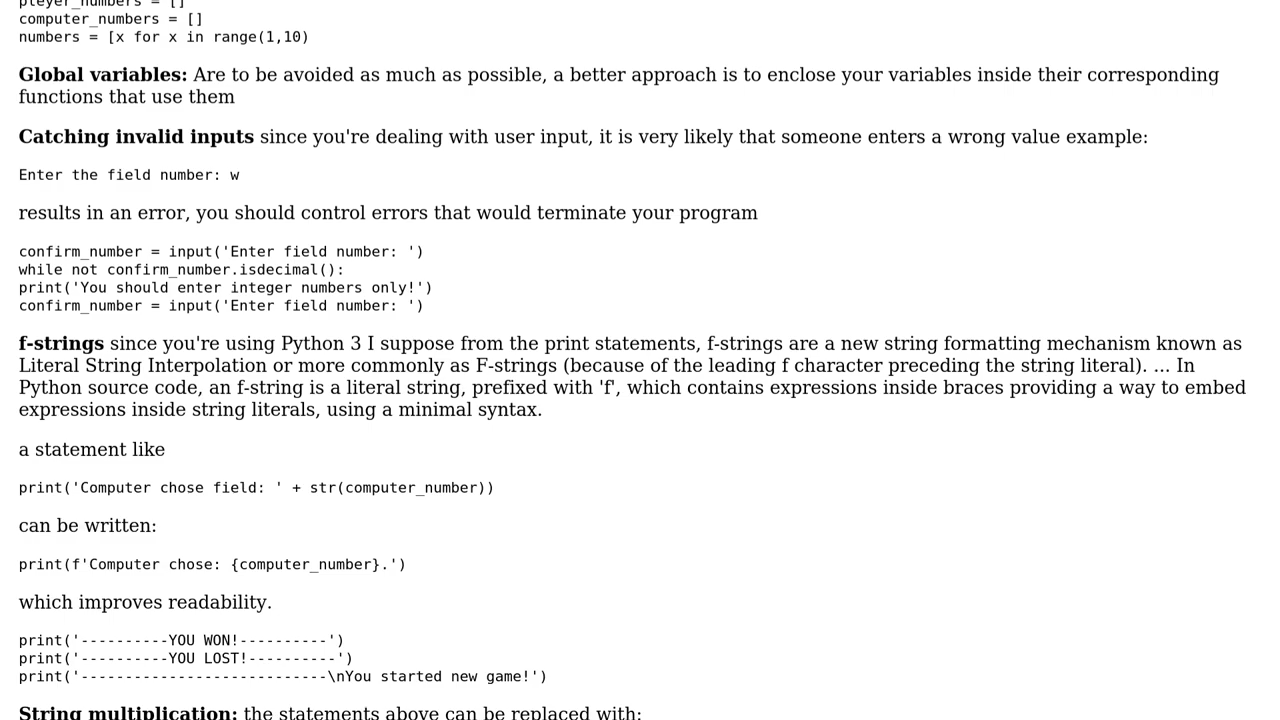 pleyer_numbers = []
computer_numbers = []
numbers = [x for x in range(1,10)
Global variables: Are to be avoided as much as possible, a better approach is to enclose your variables inside their corresponding
functions that use them
Catching invalid inputs since you're dealing with user input, it is very likely that someone enters a wrong value example:
Enter the field number: w
results in an error, you should control errors that would terminate your program
confirm_number = input('Enter field number: ')
while not confirm_number.isdecimal():
print('You should enter integer numbers only!')
confirm_number = input('Enter field number: ')
f-strings since you're using Python 3 I suppose from the print statements, f-strings are a new string formatting mechanism known as
Literal String Interpolation or more commonly as F-strings (because of the leading f character preceding the string literal). ... In
Python source code, an f-string is a literal string, prefixed with 'f', which contains expressions inside braces providing a way to embed
expressions inside string literals, using a minimal syntax.
a statement like
print('Computer chose field: ' + str(computer_number))
can be written:
print(f'Computer chose: {computer_number}.')
which improves readability.
print('----------YOU WON!----------')
print('----------YOU LOST!----------')
print('----------------------------\nYou started new game!')
String multiplication: the statements above can be replaced with: